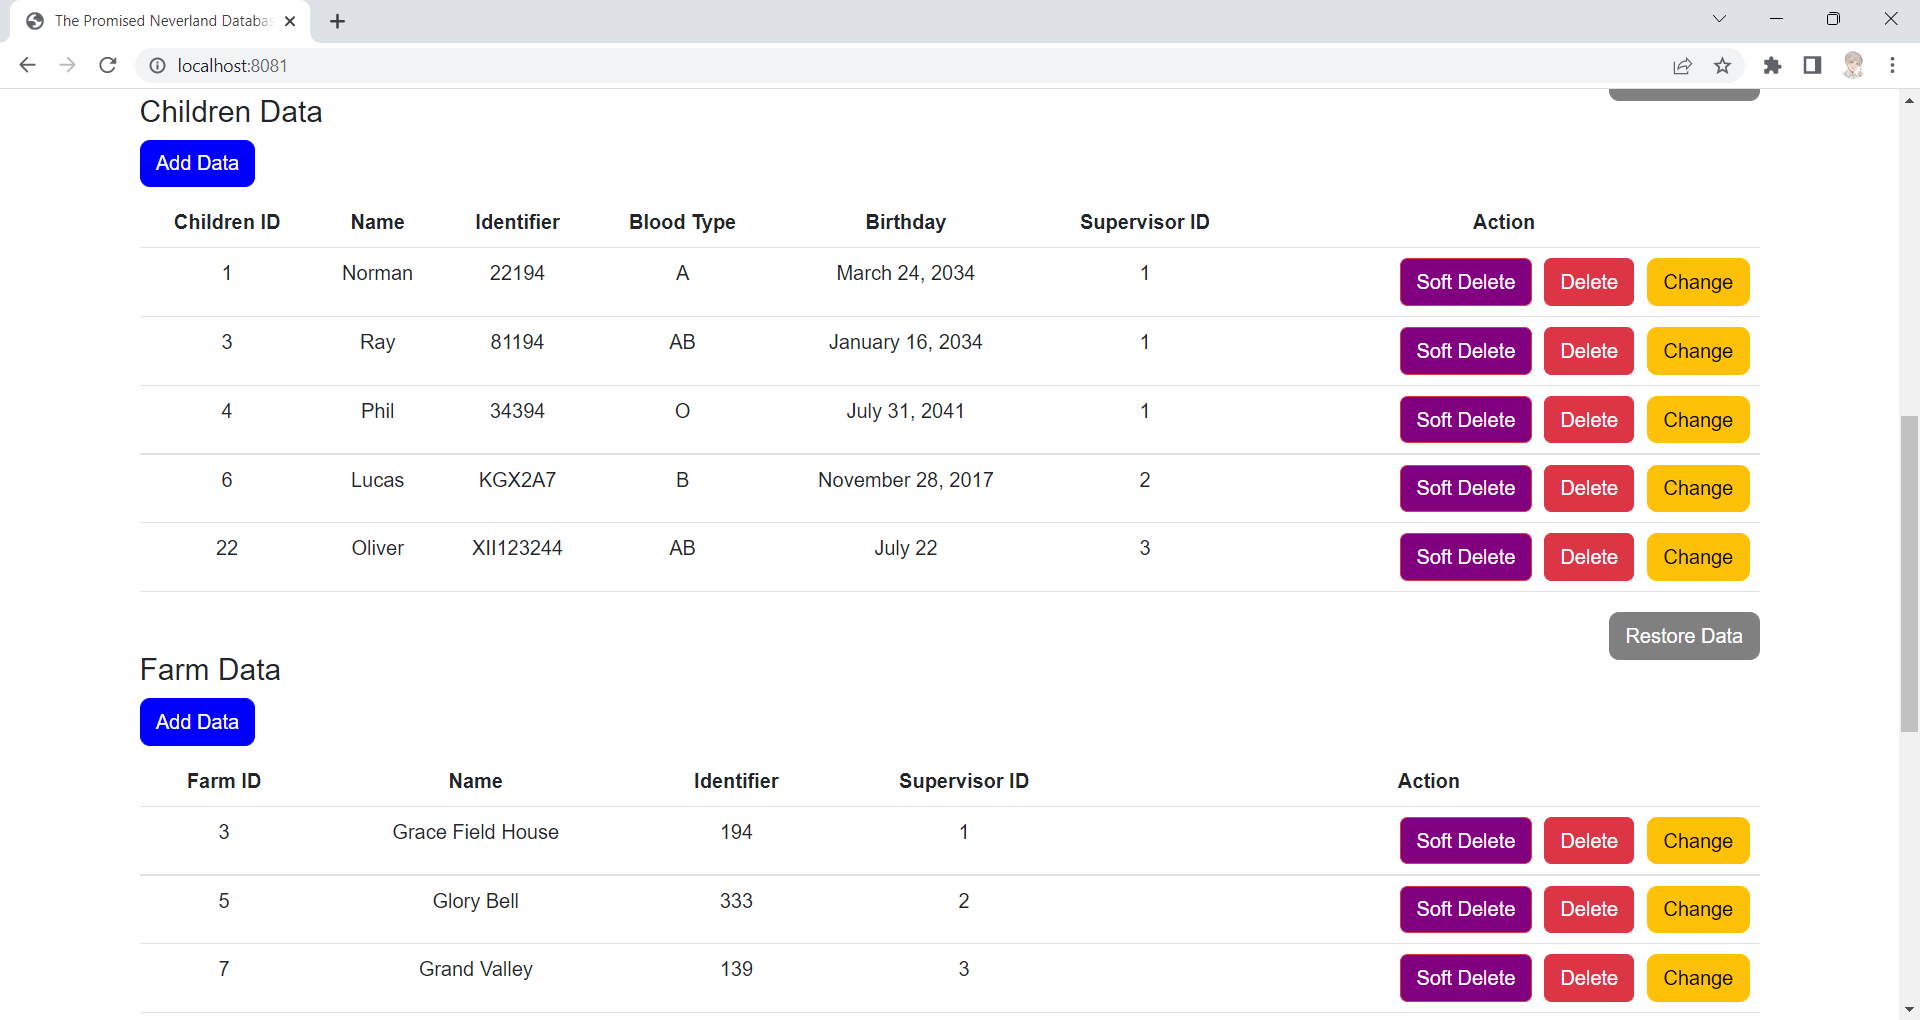 The Promised Neverland Databas
localhost:8081
Children Data
Add Data
Children ID Name Identifier Blood Type Birthday Supervisor ID Action
1 Norman 22194 A March 24, 2034 1 Soft Delete Delete Change
3 Ray 81194 AB January 16, 2034 1 Soft Delete Delete Change
4 Phil 34394 O July 31, 2041 1 Soft Delete Delete Change
6 Lucas KGX2A7 B November 28, 2017 2 Soft Delete Delete Change
22 Oliver XII123244 AB July 22 3 Soft Delete Delete Change
Restore Data
Farm Data
Add Data
Farm ID Name Identifier Supervisor ID Action
3 Grace Field House 194 1 Soft Delete Delete Change
5 Glory Bell 333 2 Soft Delete Delete Change
7 Grand Valley 139 3 Soft Delete Delete Change